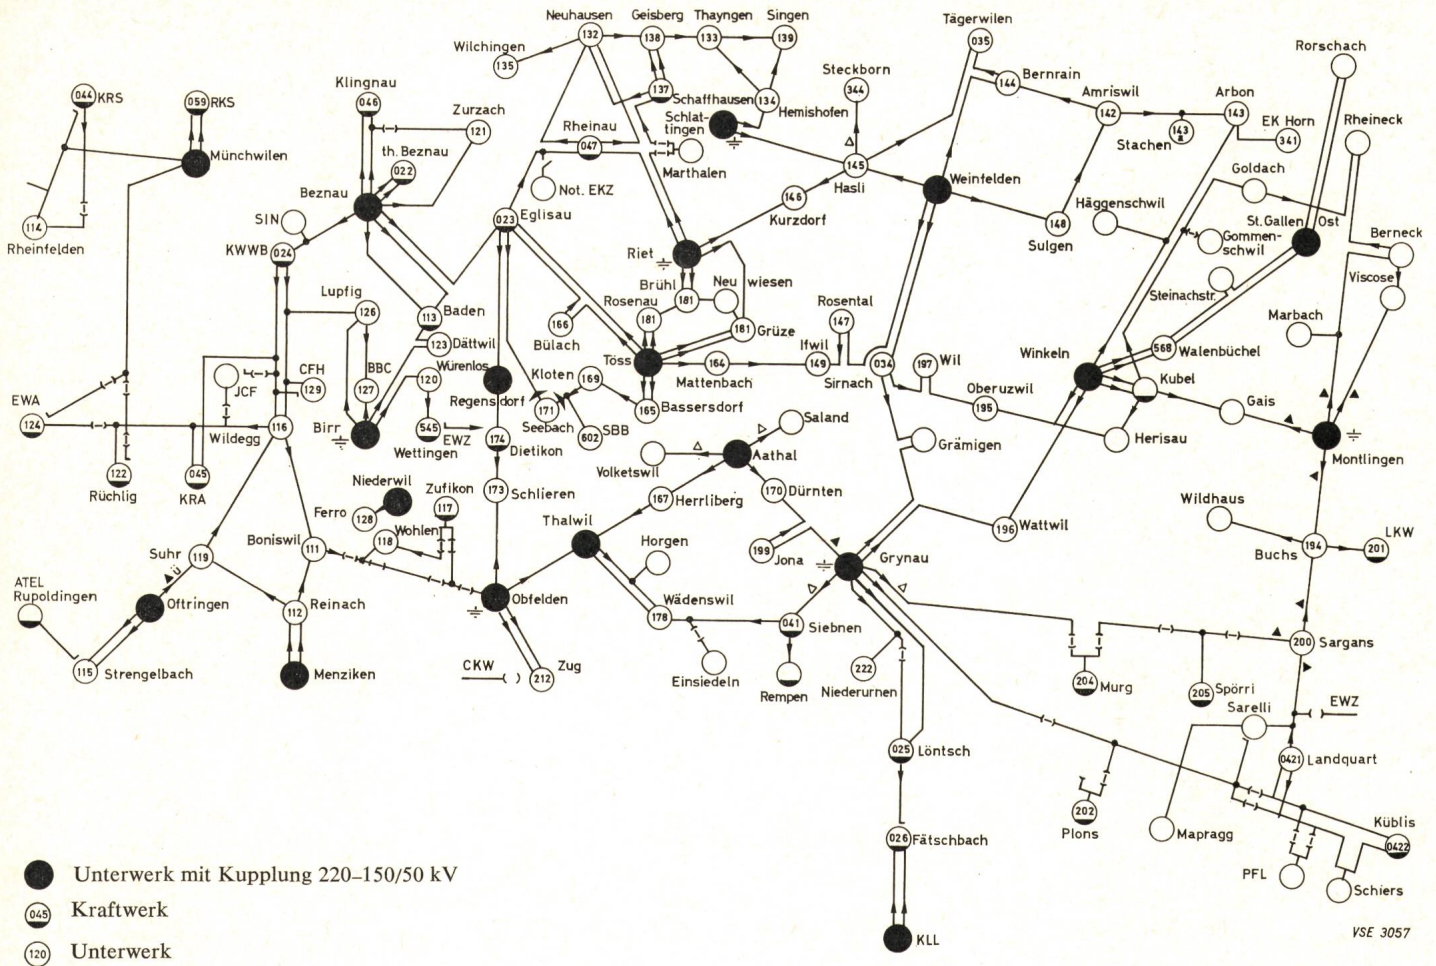 Neuhausen
132
Geisberg
138
Thayngen
133
Singen
139
Tägerwilen
035
Rorschach
Wilchingen
135
Steckborn
344
Bernrain
144
Amriswil
142
Arbon
143
EK Horn
341
Rheineck
044
KRS
059
RKS
Klingnau
046
Zurzach
121
Schaffhausen
137
134
Hemishofen
Schlat-
tingen
Stachen
143
a
Goldach
Münchwilen
th. Beznau
022
Rheinau
047
Marthalen
145
Hasli
Weinfelden
Beznau
Not. EKZ
146
Kurzdorf
Häggenschwil
St. Gallen
Ost
Gommen-
schwil
Berneck
114
Rheinfelden
SIN
023
Eglisau
148
Sulgen
KWWB
024
Riet
Viscose
Steinachstr.
Lupfig
126
Baden
113
Brühl
181
Neu
wiesen
Rosenau
181
Rosental
147
Marbach
166
Bülach
181
Grüze
123
Dättwil
Ifwil
149
Töss
164
Mattenbach
034
Sirnach
197
Wil
Winkeln
568
Walenbüchel
CFH
129
BBC
127
120
Würenlos
Regensdorf
Kloten
169
Kubel
JCF
171
Seebach
165
Bassersdorf
Oberuzwil
195
Gais
EWA
124
Wildegg
116
Birr
545
EWZ
Wettingen
174
Dietikon
602
SBB
Saland
Grämigen
Herisau
Montlingen
122
Rüchlig
045
KRA
Volketswil
Aathal
Niederwil
Zufikon
117
173
Schlieren
167
Herrliberg
170
Dürnten
Wildhaus
Ferro
128
Wohlen
118
Thalwil
196
Wattwil
LKW
201
Boniswil
111
Horgen
199
Jona
Buchs
194
Suhr
119
ü
Grynau
ATEL
Rupoldingen
Oftringen
112
Reinach
Obfelden
Wädenswil
178
041
Siebnen
200
Sargans
115
Strengelbach
Menziken
CKW
212
Zug
Einsiedeln
Rempen
222
Niederurnen
204
Murg
205
Spörri
Sarelli
EWZ
025
Löntsch
0421
Landquart
202
Plons
Mapragg
Küblis
0422
026
Fätschbach
PFL
Schiers
KLL
Unterwerk mit Kupplung 220–150/50 kV
045
Kraftwerk
120
Unterwerk
VSE 3057